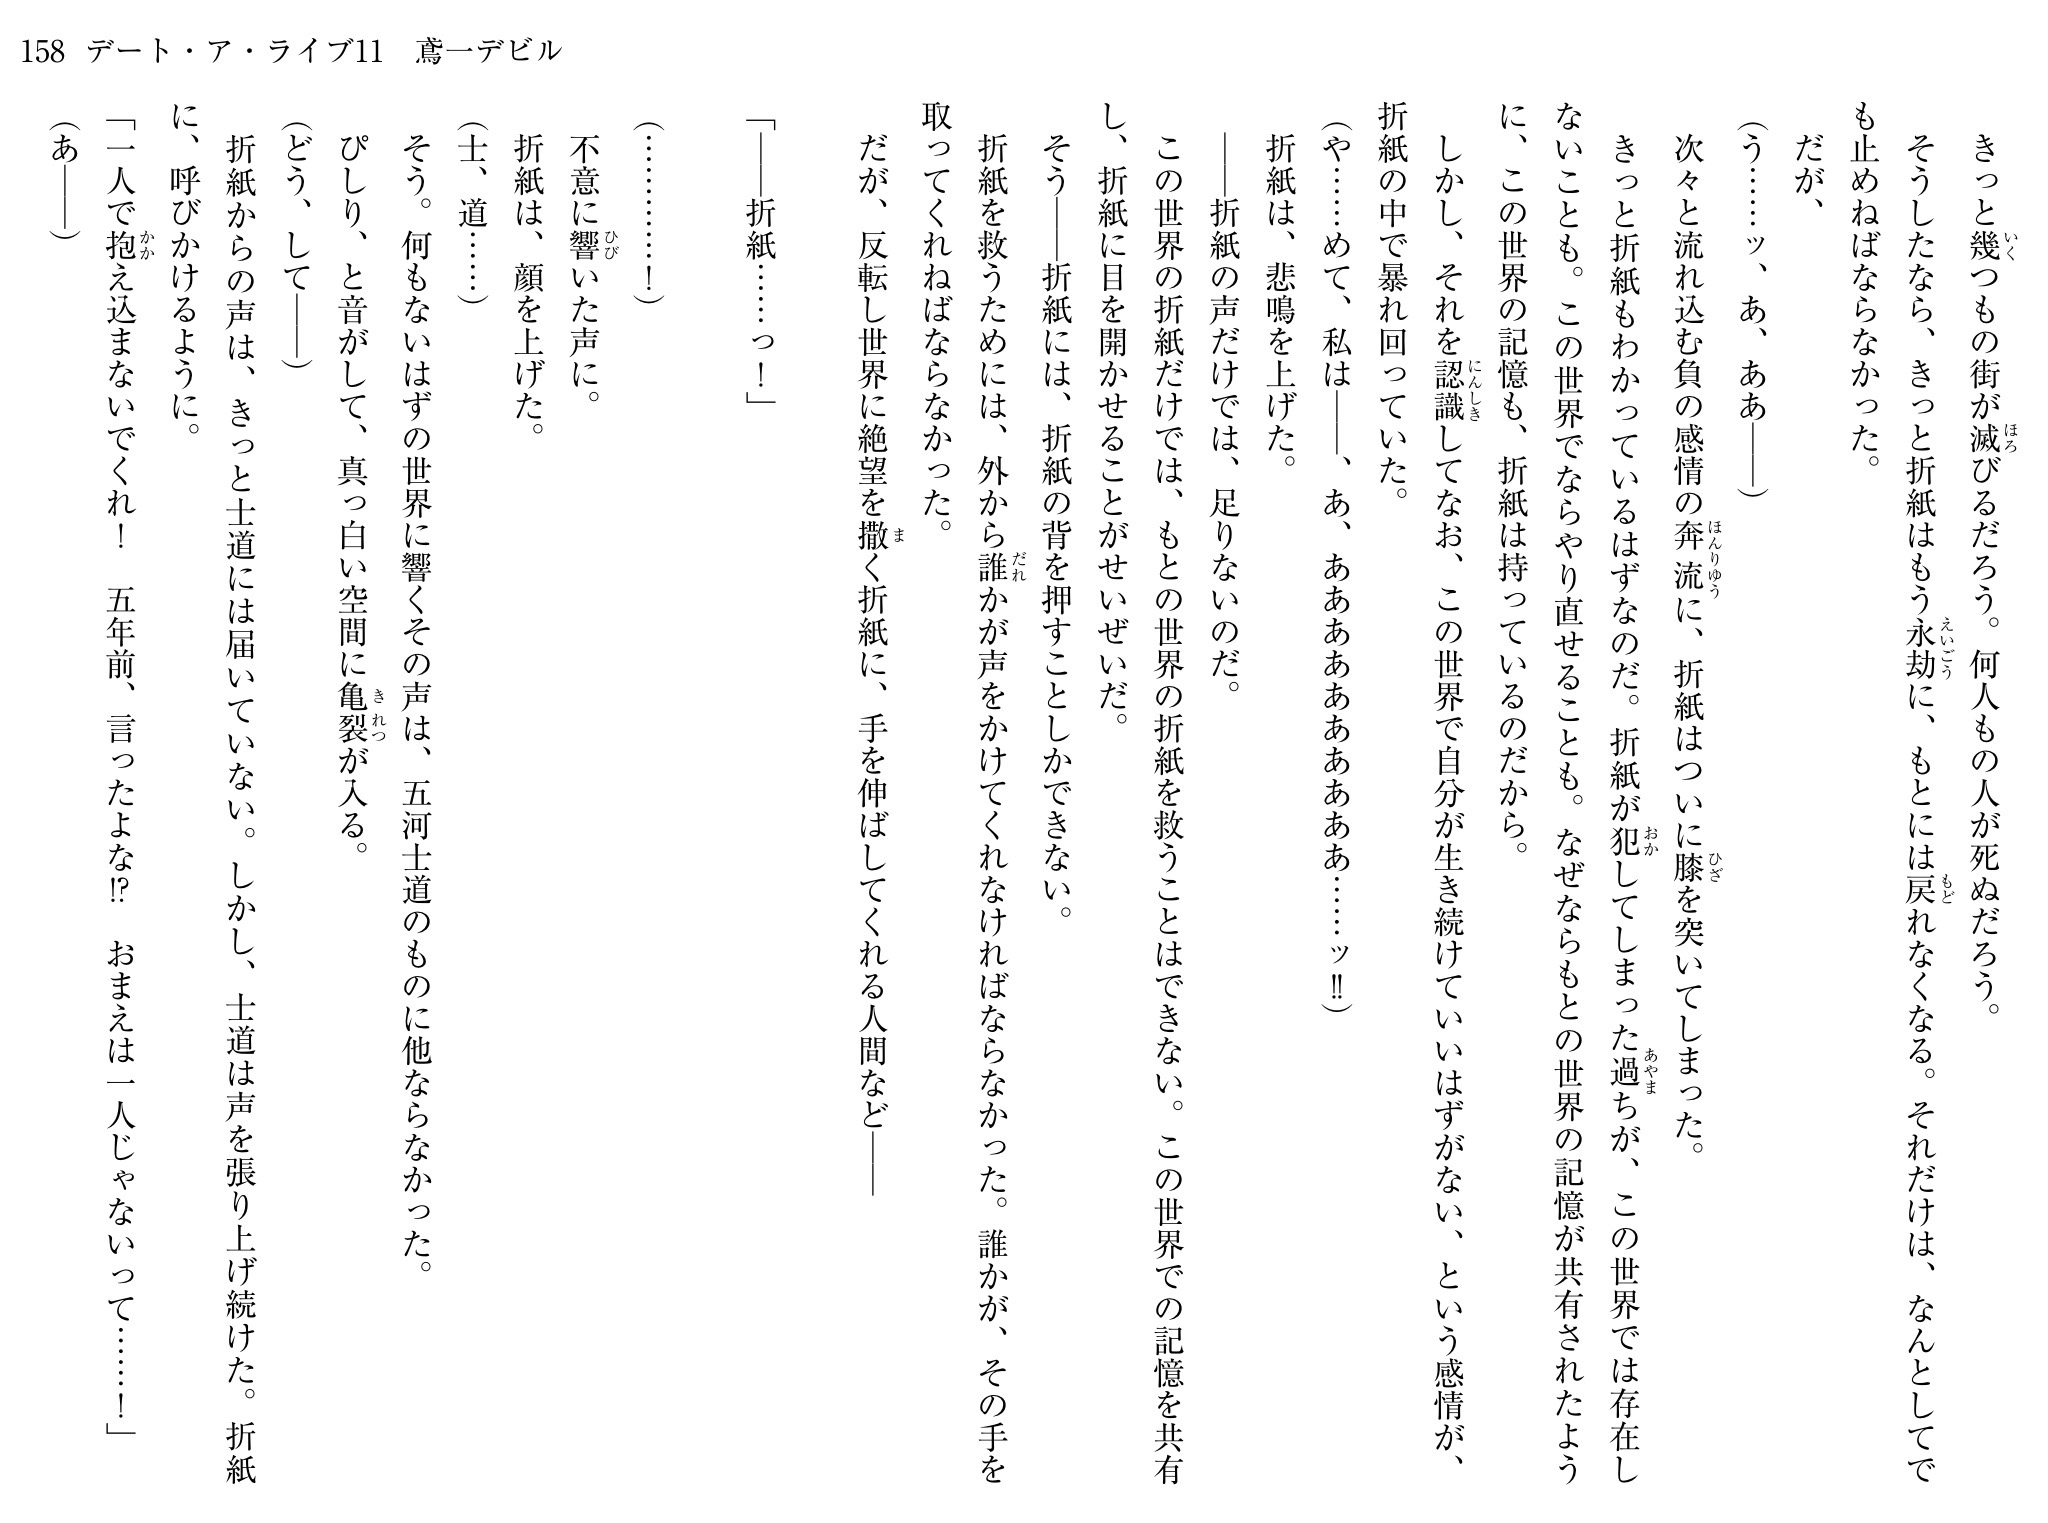 158 デート・ア・ライブ11　鳶一デビル
　きっと幾つもの街が滅びるだろう。何人もの人が死ぬだろう。
　そうしたなら、きっと折紙はもう永劫に、もとには戻れなくなる。それだけは、なんとしてで
も止めねばならなかった。
　だが、
（う……ッ、あ、ああ――）
　次々と流れ込む負の感情の奔流に、折紙はついに膝を突いてしまった。
　きっと折紙もわかっているはずなのだ。折紙が犯してしまった過ちが、この世界では存在し
ないことも。この世界でならやり直せることも。なぜならもとの世界の記憶が共有されたよう
に、この世界の記憶も、折紙は持っているのだから。
　しかし、それを認識してなお、この世界で自分が生き続けていいはずがない、という感情が、
折紙の中で暴れ回っていた。
（や……めて、私は――、あ、ああああああああああ……ッ‼）
　折紙は、悲鳴を上げた。
　――折紙の声だけでは、足りないのだ。
　この世界の折紙だけでは、もとの世界の折紙を救うことはできない。この世界での記憶を共有
し、折紙に目を開かせることがせいぜいだ。
　そう――折紙には、折紙の背を押すことしかできない。
　折紙を救うためには、外から誰かが声をかけてくれなければならなかった。誰かが、その手を
取ってくれねばならなかった。
　だが、反転し世界に絶望を撒く折紙に、手を伸ばしてくれる人間など――
「――折紙……っ！」
（…………！）
　不意に響いた声に。
　折紙は、顔を上げた。
（士、道……）
　そう。何もないはずの世界に響くその声は、五河士道のものに他ならなかった。
　ぴしり、と音がして、真っ白い空間に亀裂が入る。
（どう、して――）
　折紙からの声は、きっと士道には届いていない。しかし、士道は声を張り上げ続けた。折紙
に、呼びかけるように。
「一人で抱え込まないでくれ！　五年前、言ったよな⁉　おまえは一人じゃないって……！」
（あ――）